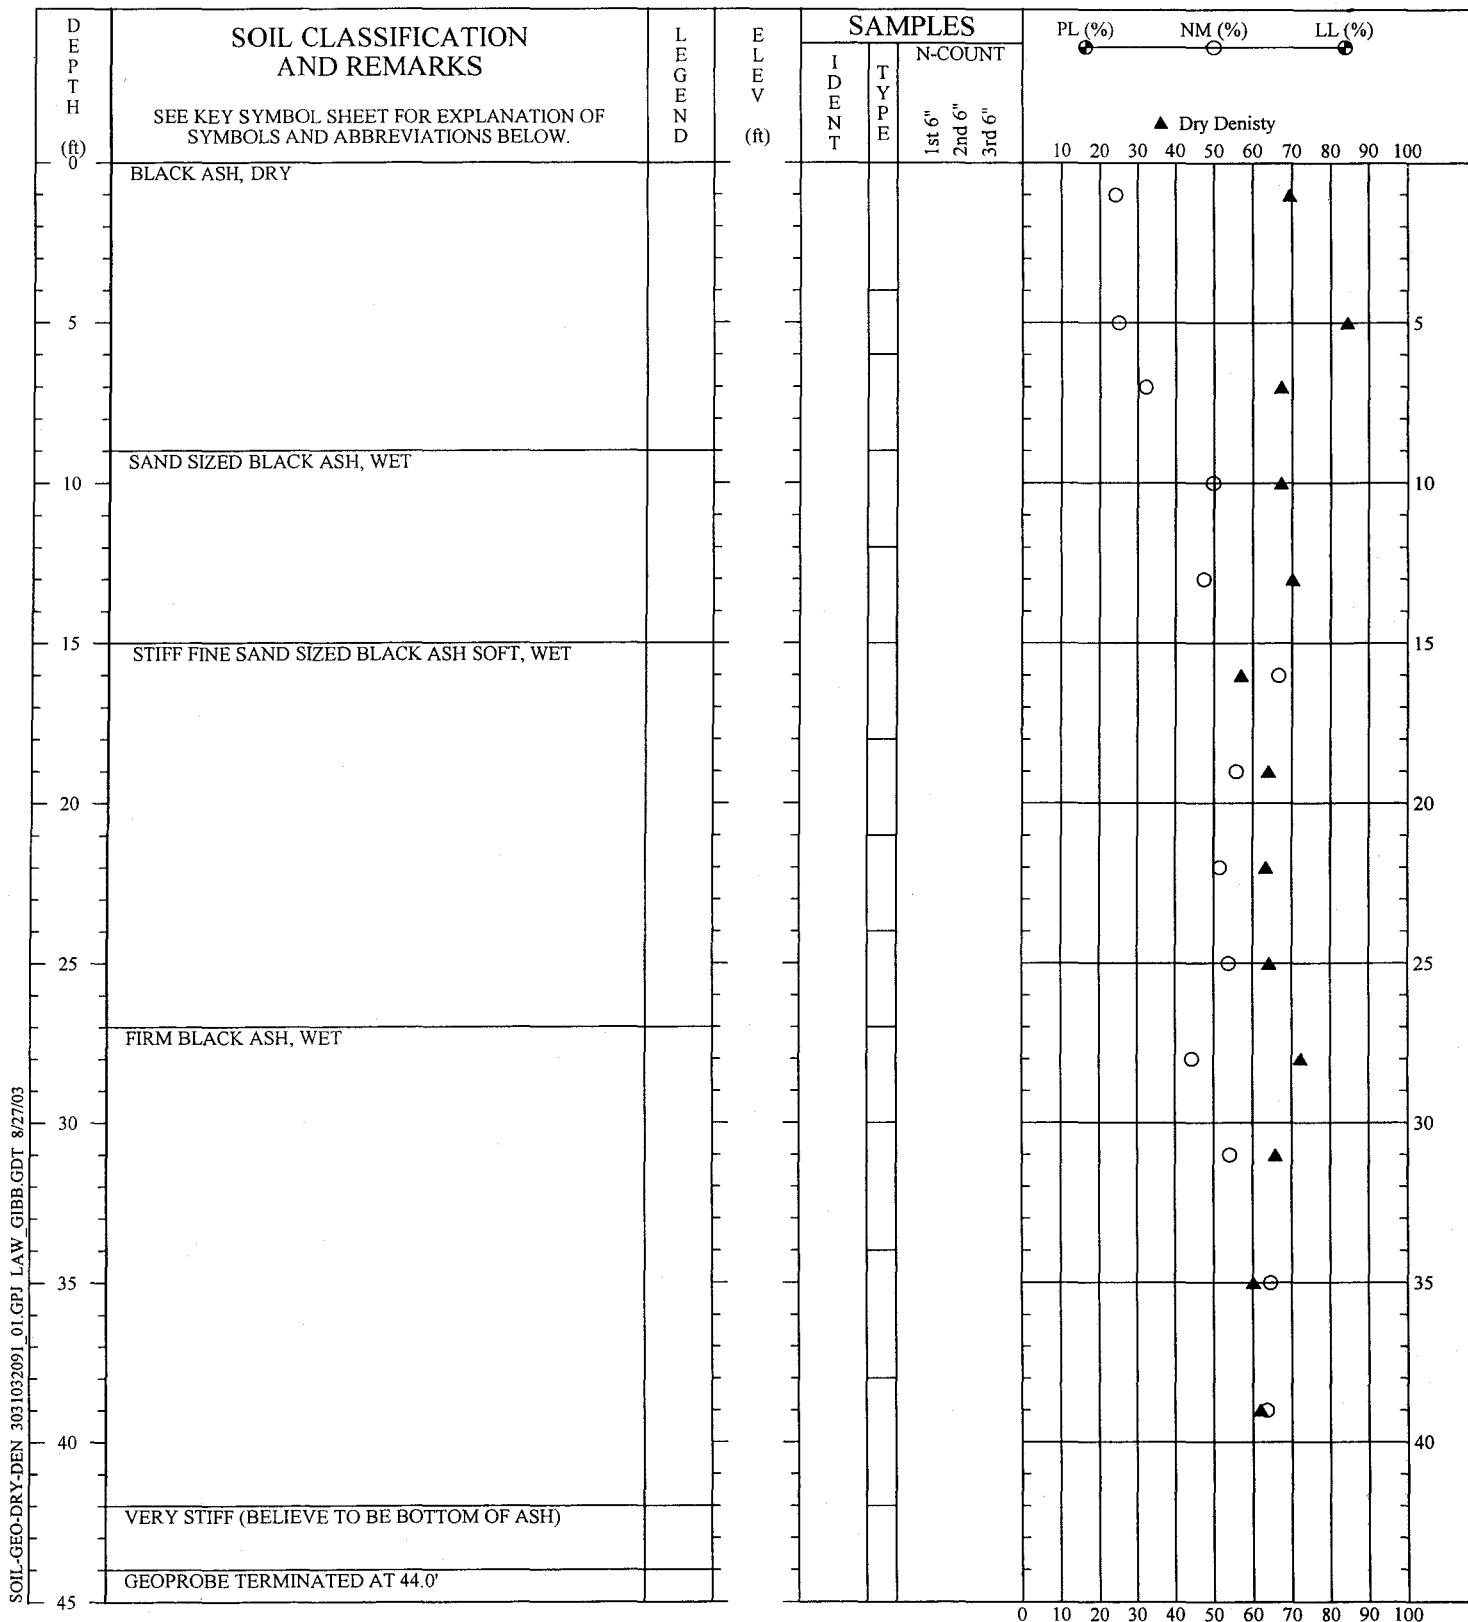 DEPTH (ft)
SOIL CLASSIFICATION
AND REMARKS
SEE KEY SYMBOL SHEET FOR EXPLANATION OF
SYMBOLS AND ABBREVIATIONS BELOW.
LEGEND
ELEV (ft)
SAMPLES
IDENT
TYPE
N-COUNT
1st 6"
2nd 6"
3rd 6"
PL (%) NM (%) LL (%)
▲ Dry Denisty
10 20 30 40 50 60 70 80 90 100
0
BLACK ASH, DRY
5 5
SAND SIZED BLACK ASH, WET
10 10
15 15
STIFF FINE SAND SIZED BLACK ASH SOFT, WET
20 20
25 25
FIRM BLACK ASH, WET
30 30
35 35
40 40
VERY STIFF (BELIEVE TO BE BOTTOM OF ASH)
GEOPROBE TERMINATED AT 44.0'
45
0 10 20 30 40 50 60 70 80 90 100
SOIL-GEO-DRY-DEN 3031032091_01.GPJ LAW_GIBB.GDT 8/27/03